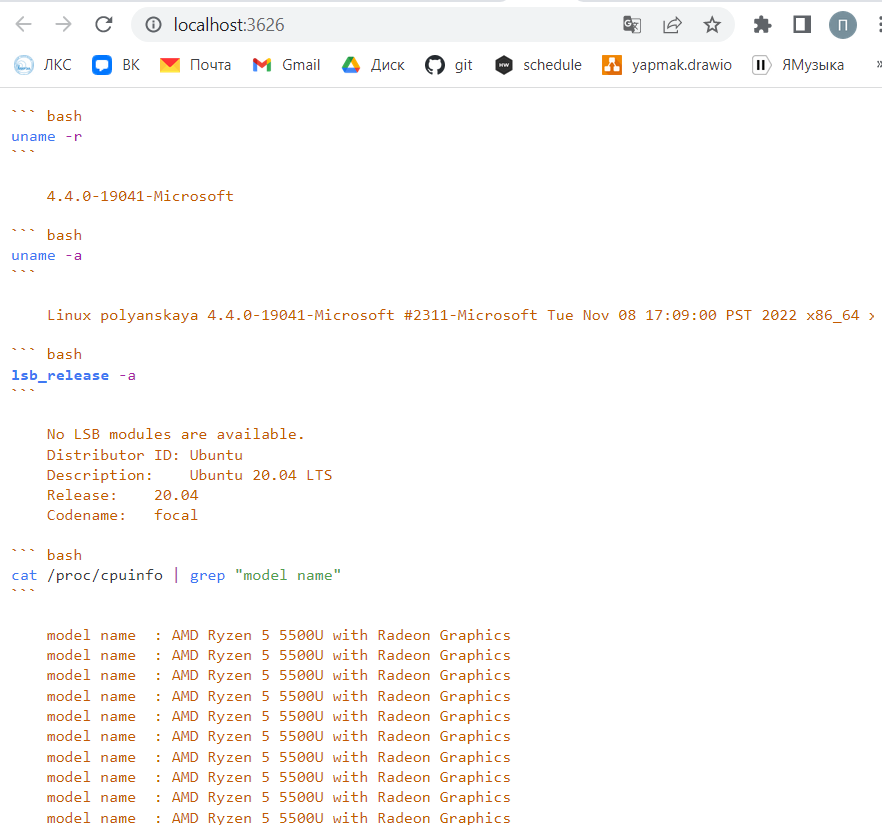 localhost:3626
П
ЛКС ВК Почта Gmail Диск git schedule yapmak.drawio ЯМузыка »
``` bash
uname -r
```
4.4.0-19041-Microsoft
``` bash
uname -a
```
Linux polyanskaya 4.4.0-19041-Microsoft #2311-Microsoft Tue Nov 08 17:09:00 PST 2022 x86_64 ›
``` bash
lsb_release -a
```
No LSB modules are available.
Distributor ID: Ubuntu
Description:    Ubuntu 20.04 LTS
Release:    20.04
Codename:   focal
``` bash
cat /proc/cpuinfo | grep "model name"
```
model name  : AMD Ryzen 5 5500U with Radeon Graphics
model name  : AMD Ryzen 5 5500U with Radeon Graphics
model name  : AMD Ryzen 5 5500U with Radeon Graphics
model name  : AMD Ryzen 5 5500U with Radeon Graphics
model name  : AMD Ryzen 5 5500U with Radeon Graphics
model name  : AMD Ryzen 5 5500U with Radeon Graphics
model name  : AMD Ryzen 5 5500U with Radeon Graphics
model name  : AMD Ryzen 5 5500U with Radeon Graphics
model name  : AMD Ryzen 5 5500U with Radeon Graphics
model name  : AMD Ryzen 5 5500U with Radeon Graphics